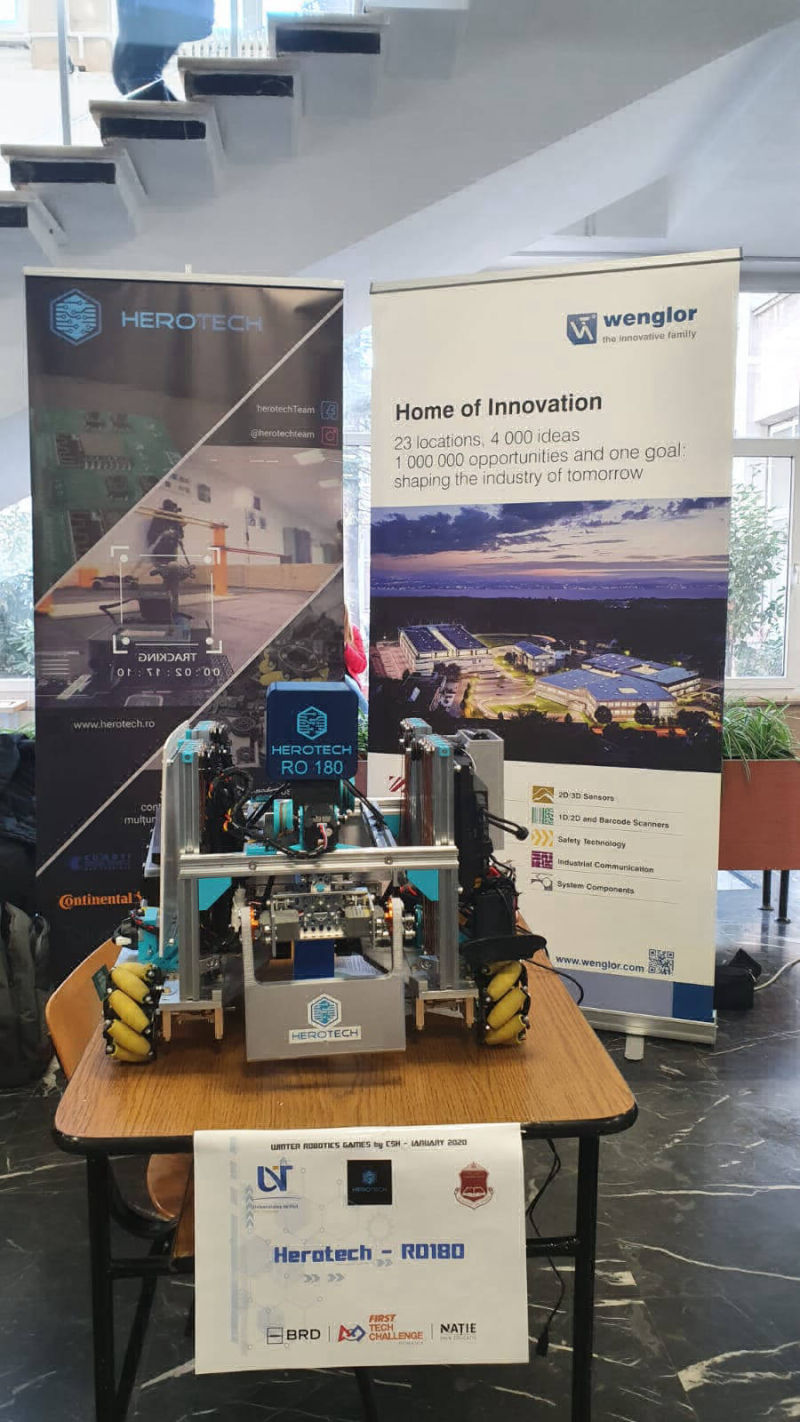 HEROTECH
herotechTeam
@herotechteam
TRACKING
00:02:17:10
www.herotech.ro
Continental
wenglor
the innovative family
Home of Innovation
23 locations, 4 000 ideas
1 000 000 opportunities and one goal:
shaping the industry of tomorrow
2D/3D Sensors
1D/2D and Barcode Scanners
Safety Technology
Industrial Communication
System Components
www.wenglor.com
HEROTECH
RO 180
HEROTECH
WINTER ROBOTICS GAMES by CSH - JANUARY 2020
HEROTECH
Herotech - RO180
BRD
FIRST
TECH
CHALLENGE
NAȚIE